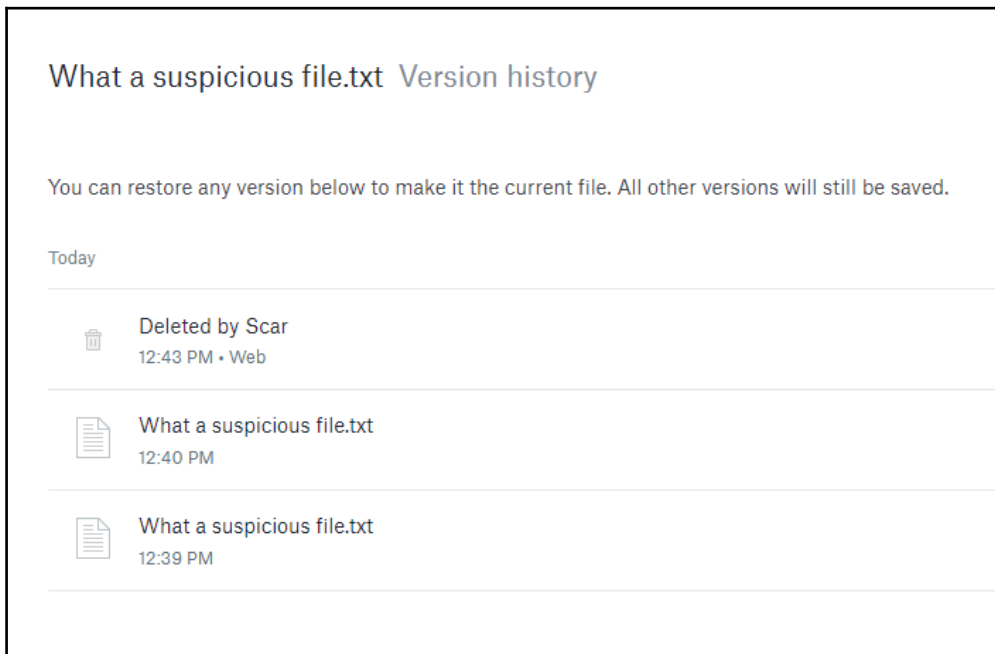 What a suspicious file.txt Version history
You can restore any version below to make it the current file. All other versions will still be saved.
Today
Deleted by Scar
12:43 PM • Web
What a suspicious file.txt
12:40 PM
What a suspicious file.txt
12:39 PM